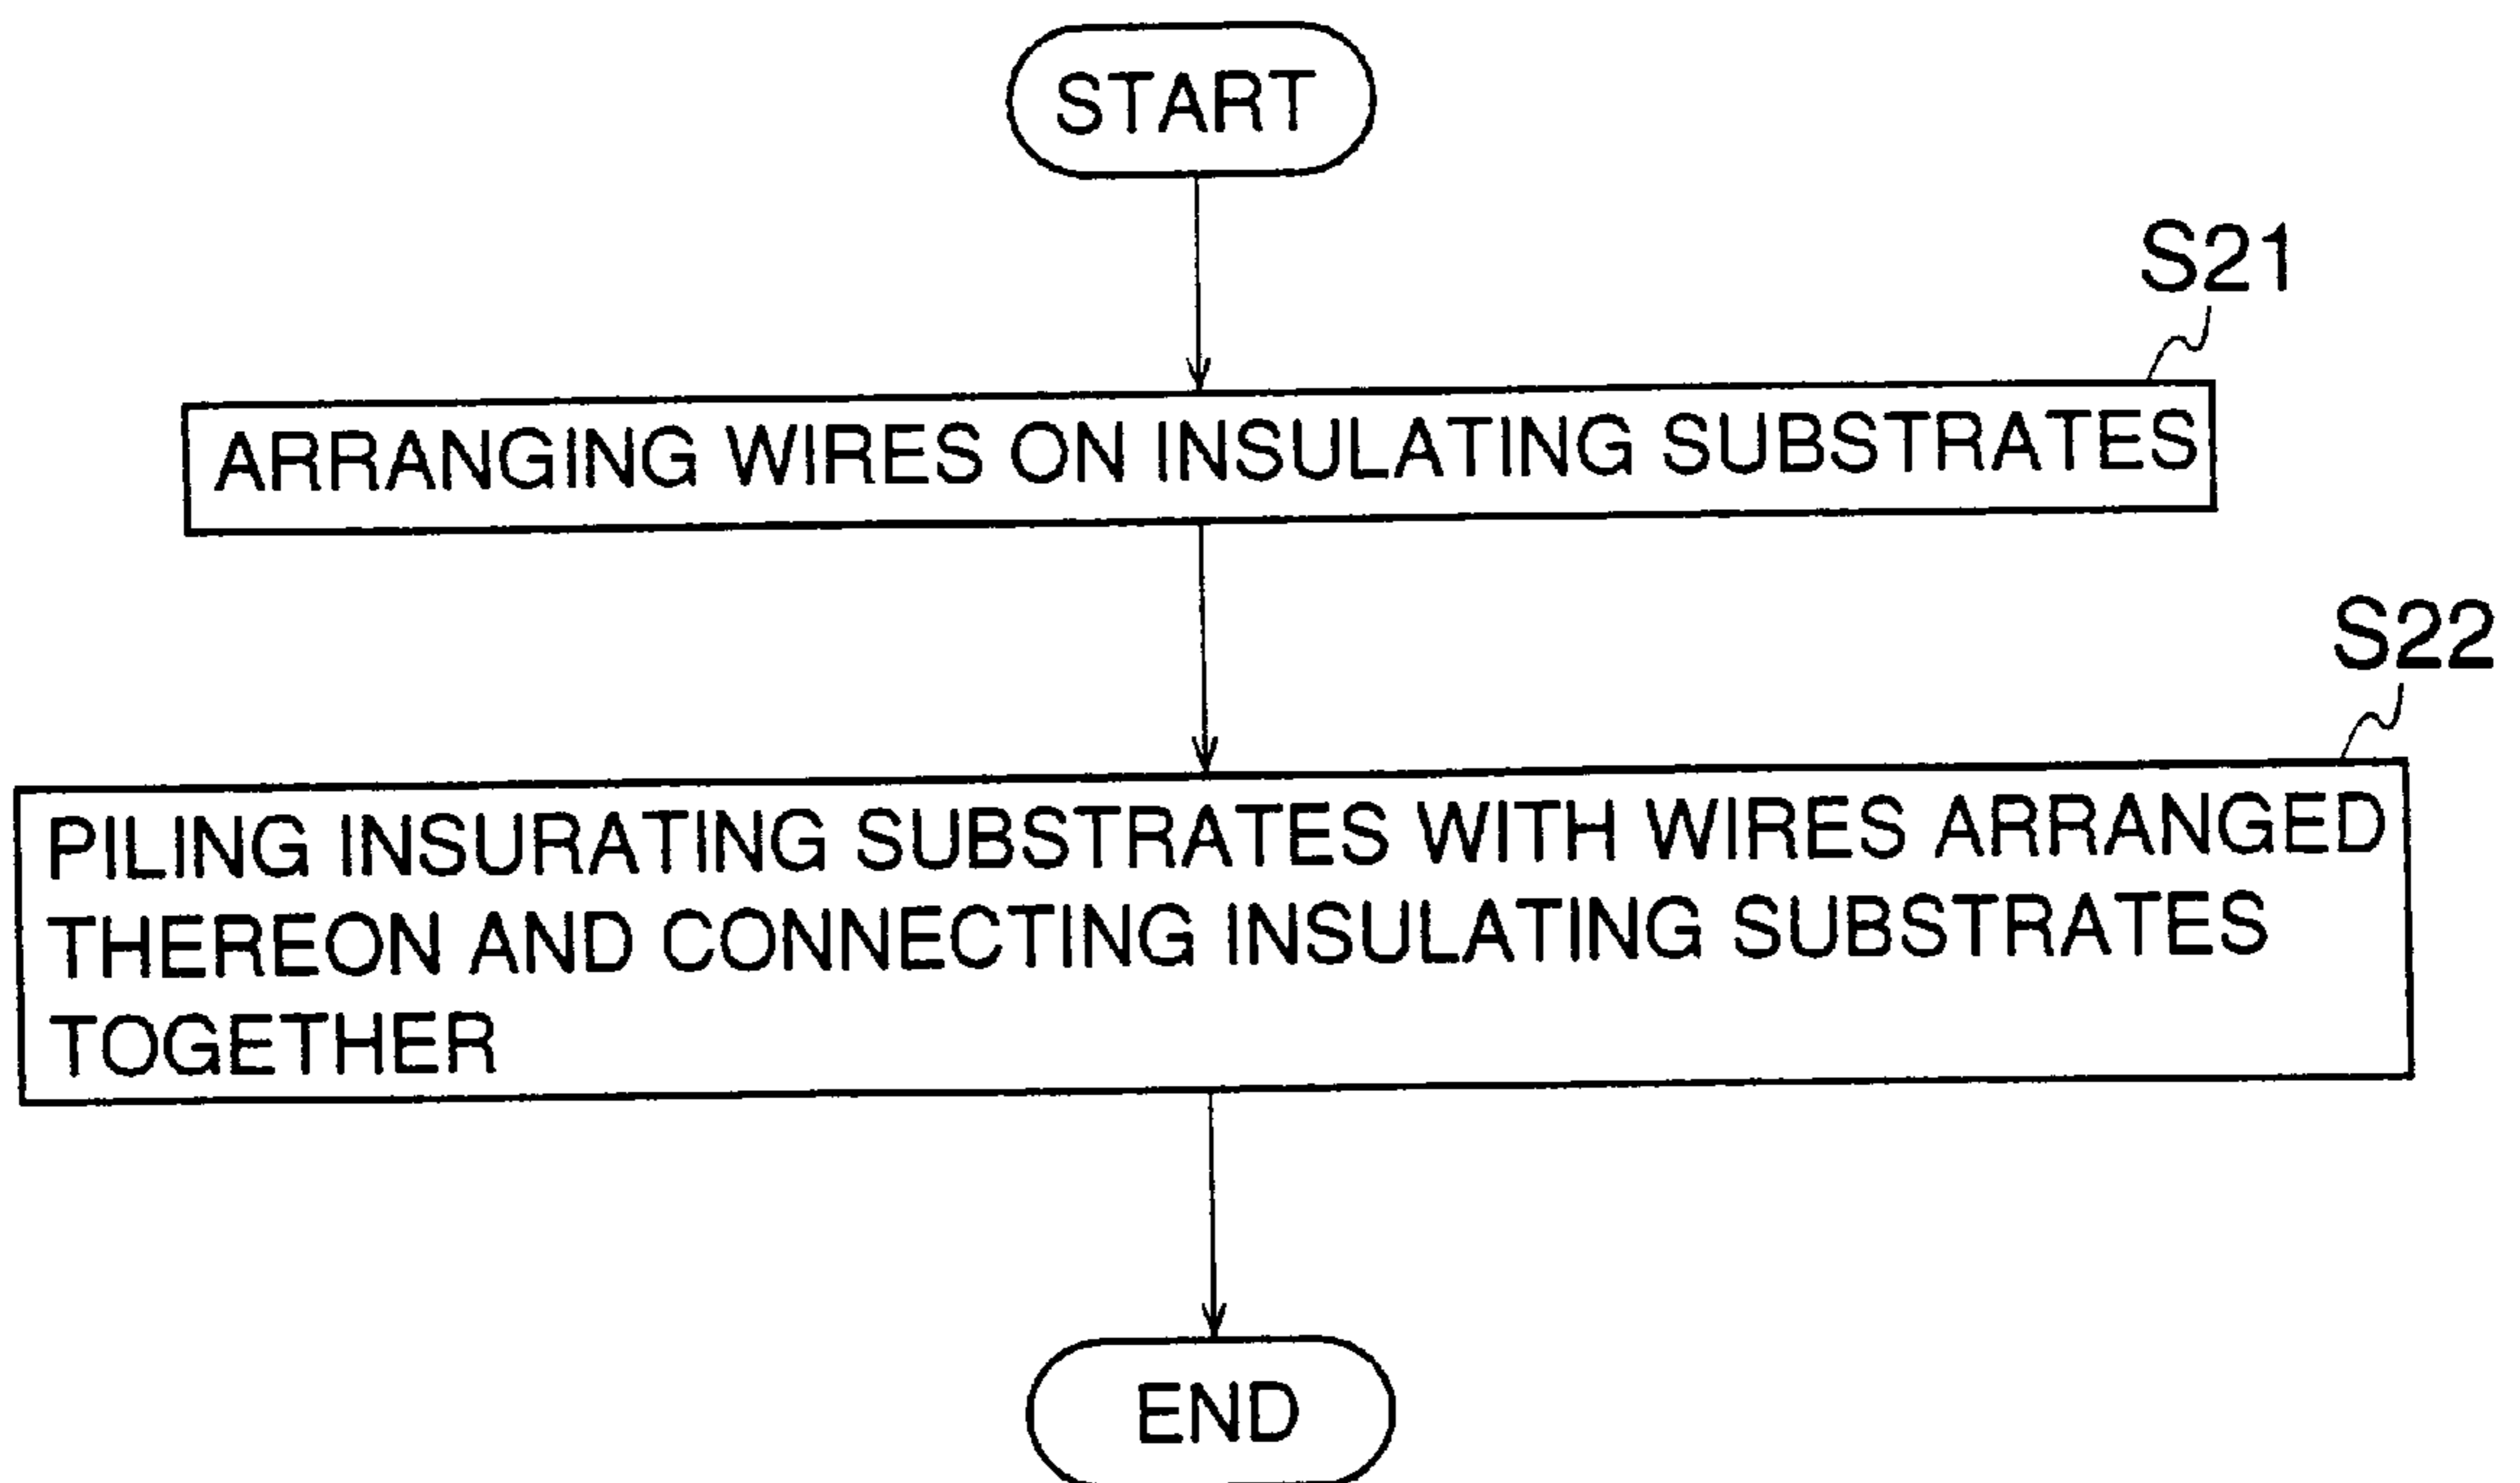 START
S21
ARRANGING WIRES ON INSULATING SUBSTRATES
S22
PILING INSURATING SUBSTRATES WITH WIRES ARRANGED
THEREON AND CONNECTING INSULATING SUBSTRATES
TOGETHER
END